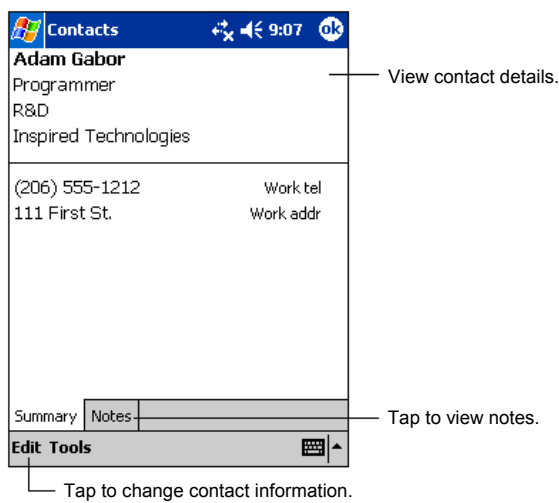 Contacts 9:07 ok
Adam Gabor
Programmer
R&D
Inspired Technologies
View contact details.
(206) 555-1212 Work tel
111 First St. Work addr
Summary Notes
Tap to view notes.
Edit Tools
Tap to change contact information.